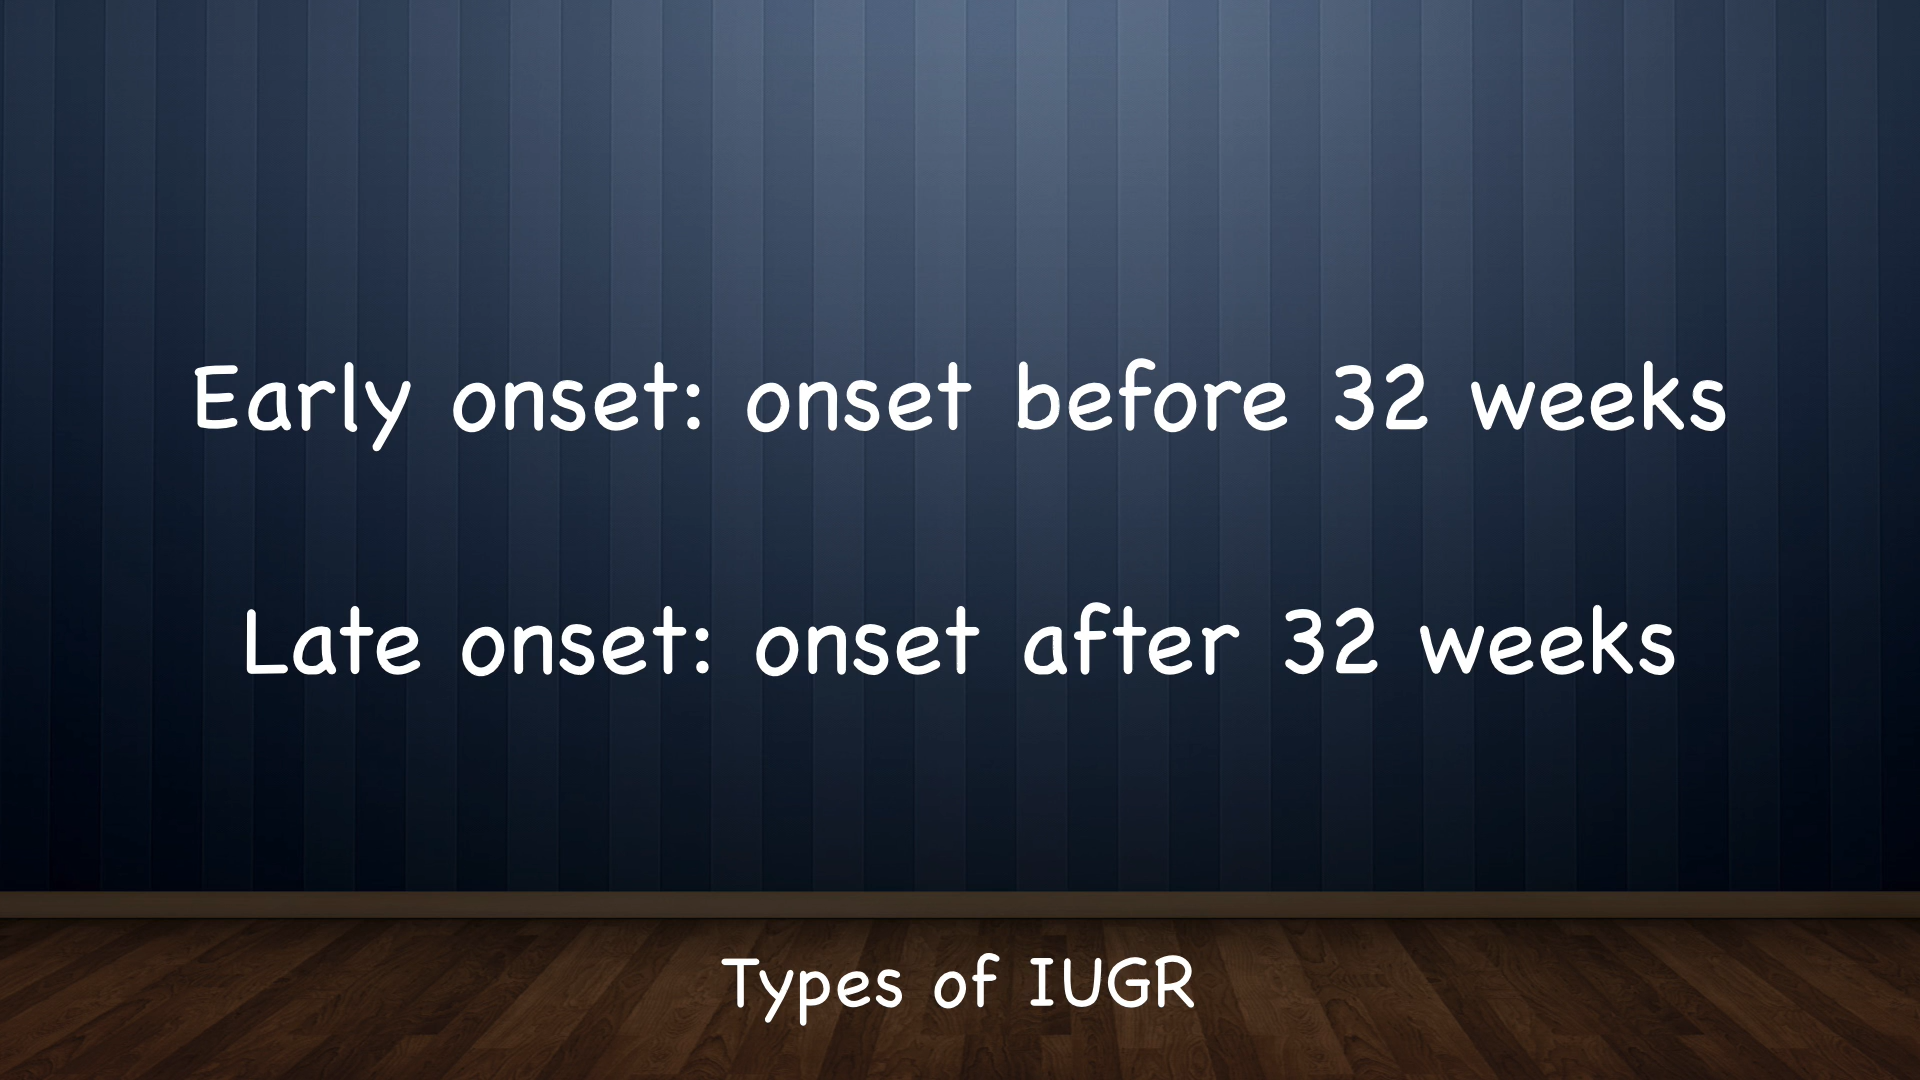 Early onset: onset before 32 weeks
Late onset: onset after 32 weeks
Types of IUGR